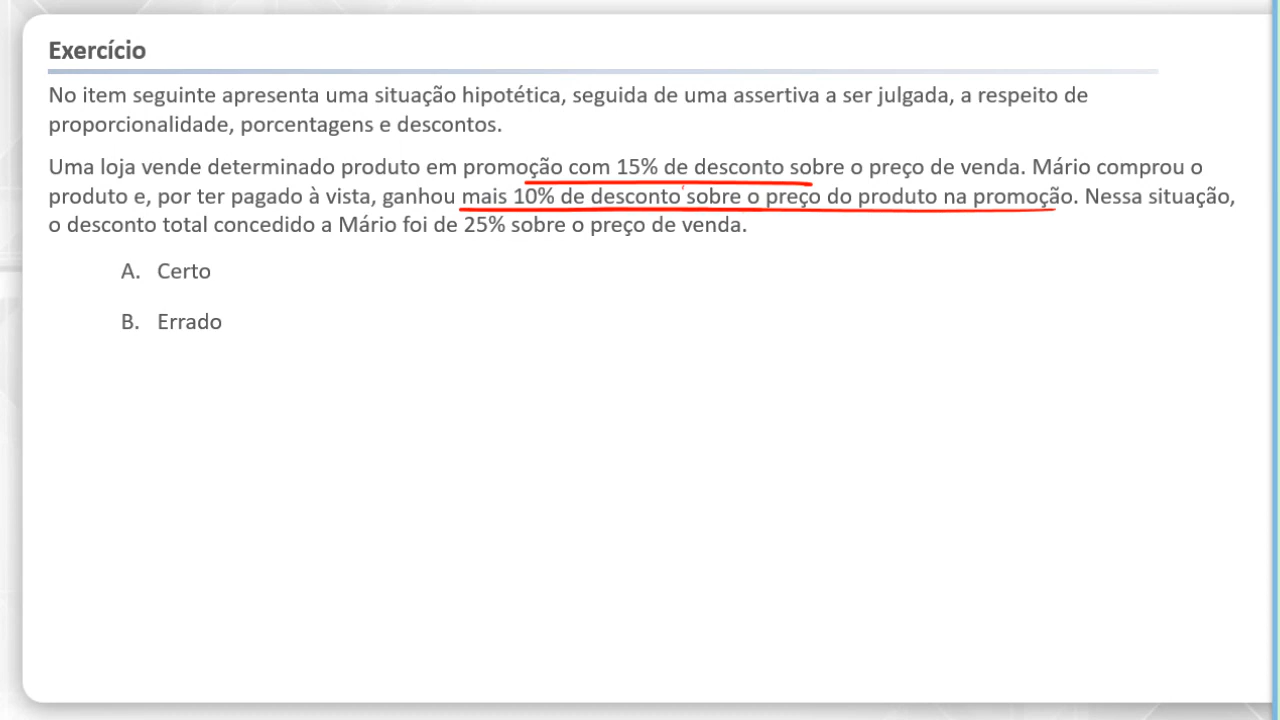 Exercício
No item seguinte apresenta uma situação hipotética, seguida de uma assertiva a ser julgada, a respeito de
proporcionalidade, porcentagens e descontos.
Uma loja vende determinado produto em promoção com 15% de desconto sobre o preço de venda. Mário comprou o
produto e, por ter pagado à vista, ganhou mais 10% de desconto sobre o preço do produto na promoção. Nessa situação,
o desconto total concedido a Mário foi de 25% sobre o preço de venda.
A. Certo
B. Errado